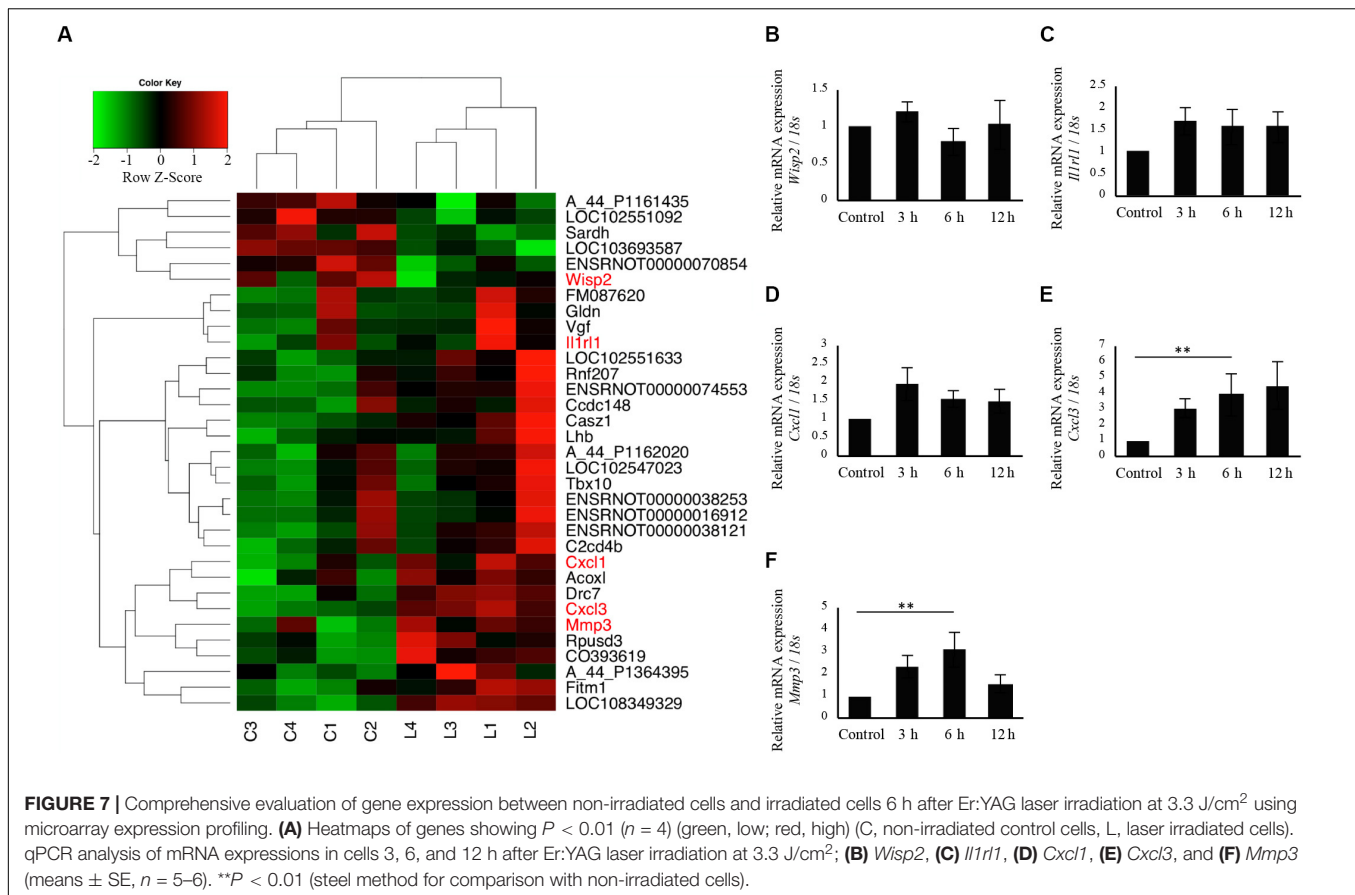 A
Color Key
-2 -1 0 1 2
Row Z-Score
A_44_P1161435
LOC102551092
Sardh
LOC103693587
ENSRNOT00000070854
Wisp2
FM087620
Gldn
Vgf
Il1rl1
LOC102551633
Rnf207
ENSRNOT00000074553
Ccdc148
Casz1
Lhb
A_44_P1162020
LOC102547023
Tbx10
ENSRNOT00000038253
ENSRNOT00000016912
ENSRNOT00000038121
C2cd4b
Cxcl1
Acoxl
Drc7
Cxcl3
Mmp3
Rpusd3
CO393619
A_44_P1364395
Fitm1
LOC108349329
C3 C4 C1 C2 L4 L3 L1 L2
B
Relative mRNA expression
Wisp2 / 18s
1.5
1
0.5
0
Control 3 h 6 h 12 h
C
Relative mRNA expression
Il1rl1 / 18s
2.5
2
1.5
1
0.5
0
Control 3 h 6 h 12 h
D
Relative mRNA expression
Cxcl1 / 18s
3
2.5
2
1.5
1
0.5
0
Control 3 h 6 h 12 h
E
Relative mRNA expression
Cxcl3 / 18s
7
6
5
4
3
2
1
0
**
Control 3 h 6 h 12 h
F
Relative mRNA expression
Mmp3 / 18s
5
4
3
2
1
0
**
Control 3 h 6 h 12 h
FIGURE 7 | Comprehensive evaluation of gene expression between non-irradiated cells and irradiated cells 6 h after Er:YAG laser irradiation at 3.3 J/cm² using
microarray expression profiling. (A) Heatmaps of genes showing P < 0.01 (n = 4) (green, low; red, high) (C, non-irradiated control cells, L, laser irradiated cells).
qPCR analysis of mRNA expressions in cells 3, 6, and 12 h after Er:YAG laser irradiation at 3.3 J/cm²; (B) Wisp2, (C) Il1rl1, (D) Cxcl1, (E) Cxcl3, and (F) Mmp3
(means ± SE, n = 5–6). **P < 0.01 (steel method for comparison with non-irradiated cells).